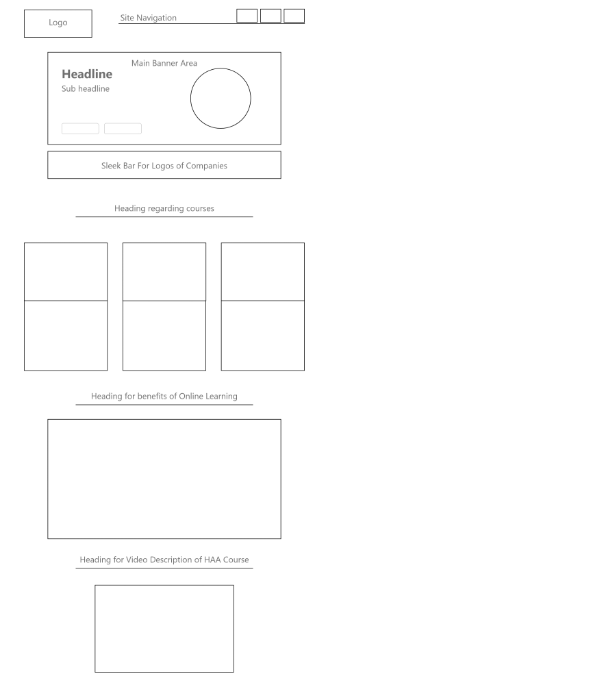 Logo
Site Navigation
Main Banner Area
Headline
Sub headline
Sleek Bar For Logos of Companies
Heading regarding courses
Heading for benefits of Online Learning
Heading for Video Description of HAA Course